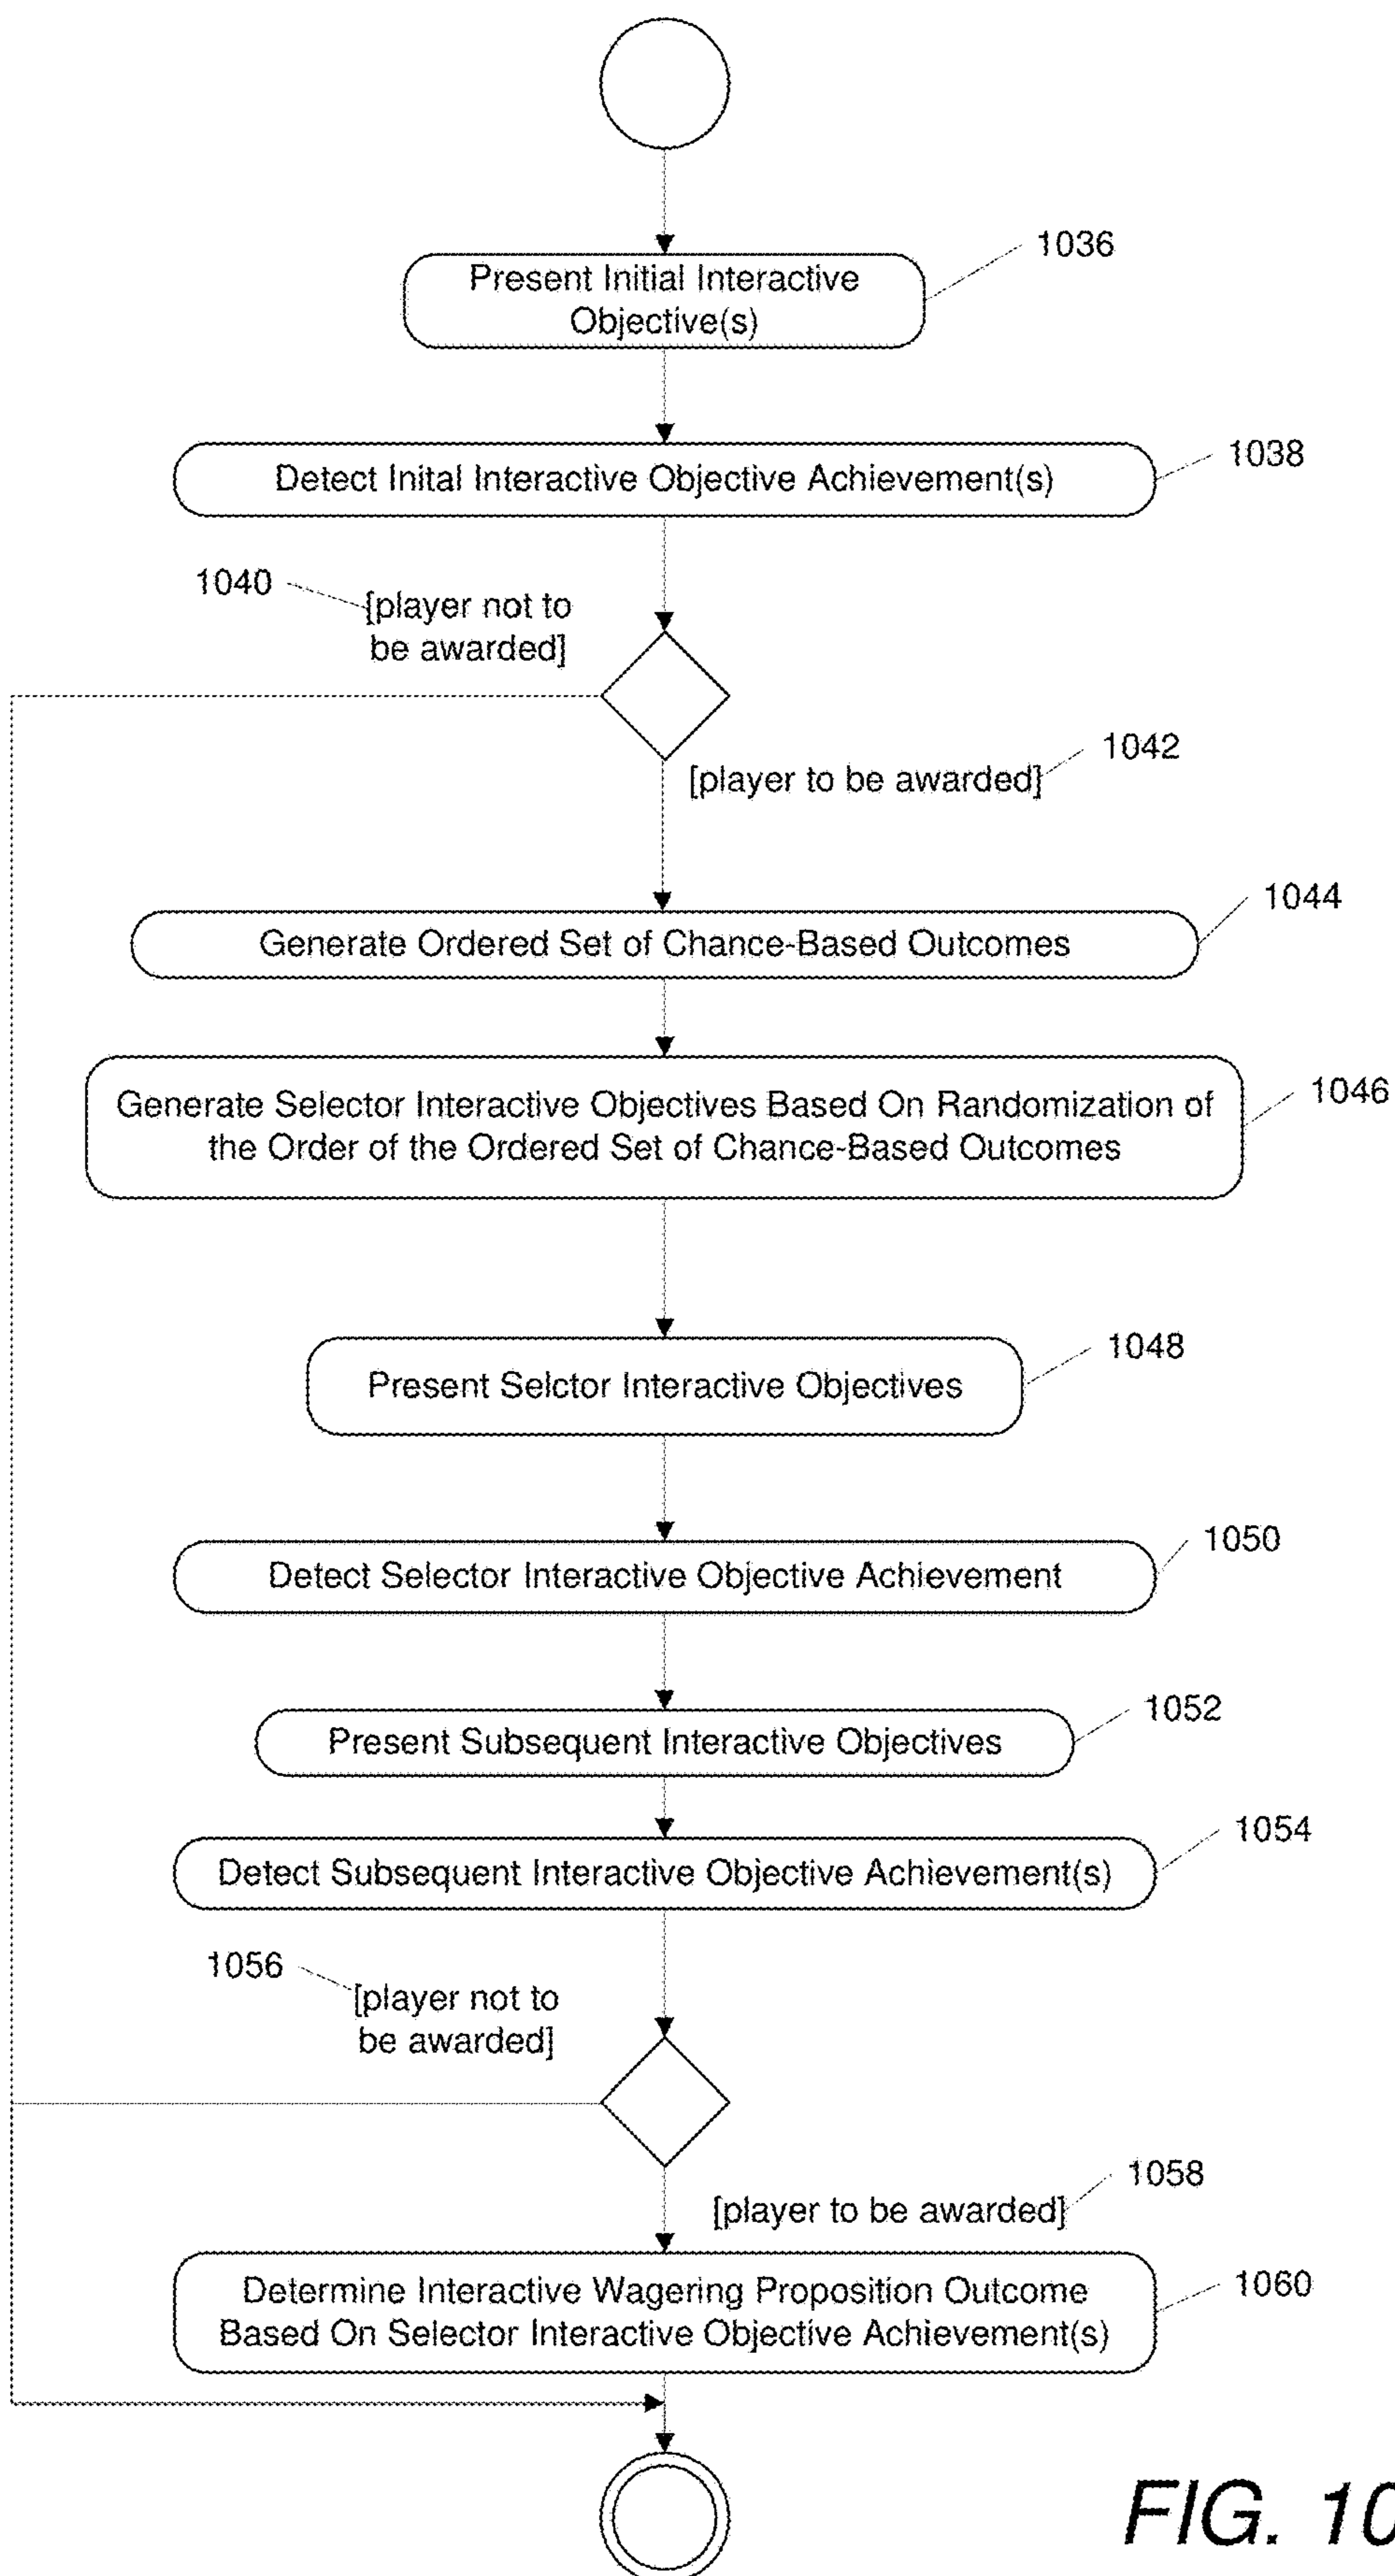 1036
Present Initial Interactive
Objective(s)
1038
Detect Inital Interactive Objective Achievement(s)
1040
[player not to
be awarded]
1042
[player to be awarded]
1044
Generate Ordered Set of Chance-Based Outcomes
1046
Generate Selector Interactive Objectives Based On Randomization of
the Order of the Ordered Set of Chance-Based Outcomes
1048
Present Selctor Interactive Objectives
1050
Detect Selector Interactive Objective Achievement
1052
Present Subsequent Interactive Objectives
1054
Detect Subsequent Interactive Objective Achievement(s)
1056
[player not to
be awarded]
1058
[player to be awarded]
1060
Determine Interactive Wagering Proposition Outcome
Based On Selector Interactive Objective Achievement(s)
FIG. 10